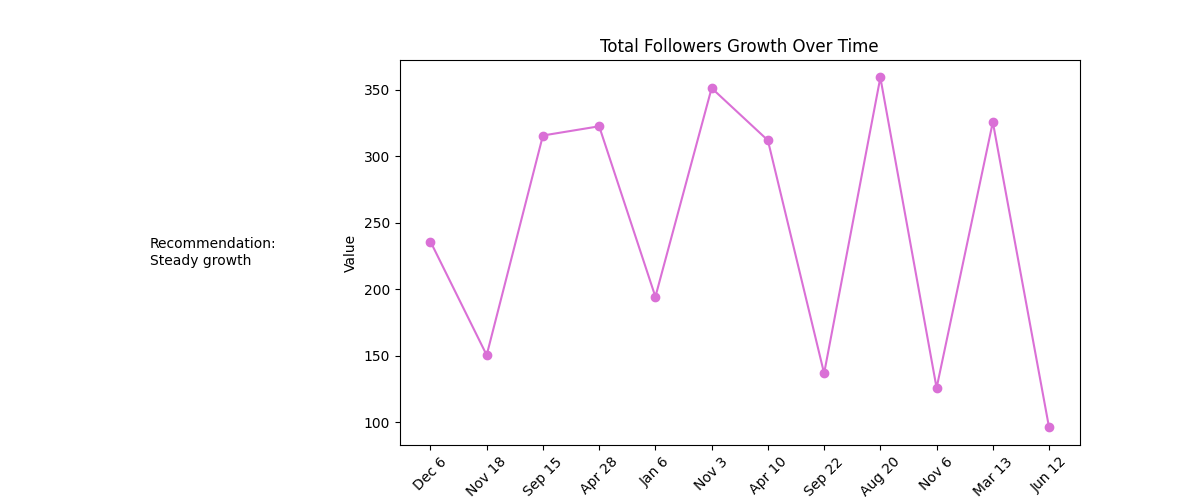 Total Followers Growth Over Time
Recommendation:
Steady growth
Value
350
300
250
200
150
100
Dec 6
Nov 18
Sep 15
Apr 28
Jan 6
Nov 3
Apr 10
Sep 22
Aug 20
Nov 6
Mar 13
Jun 12